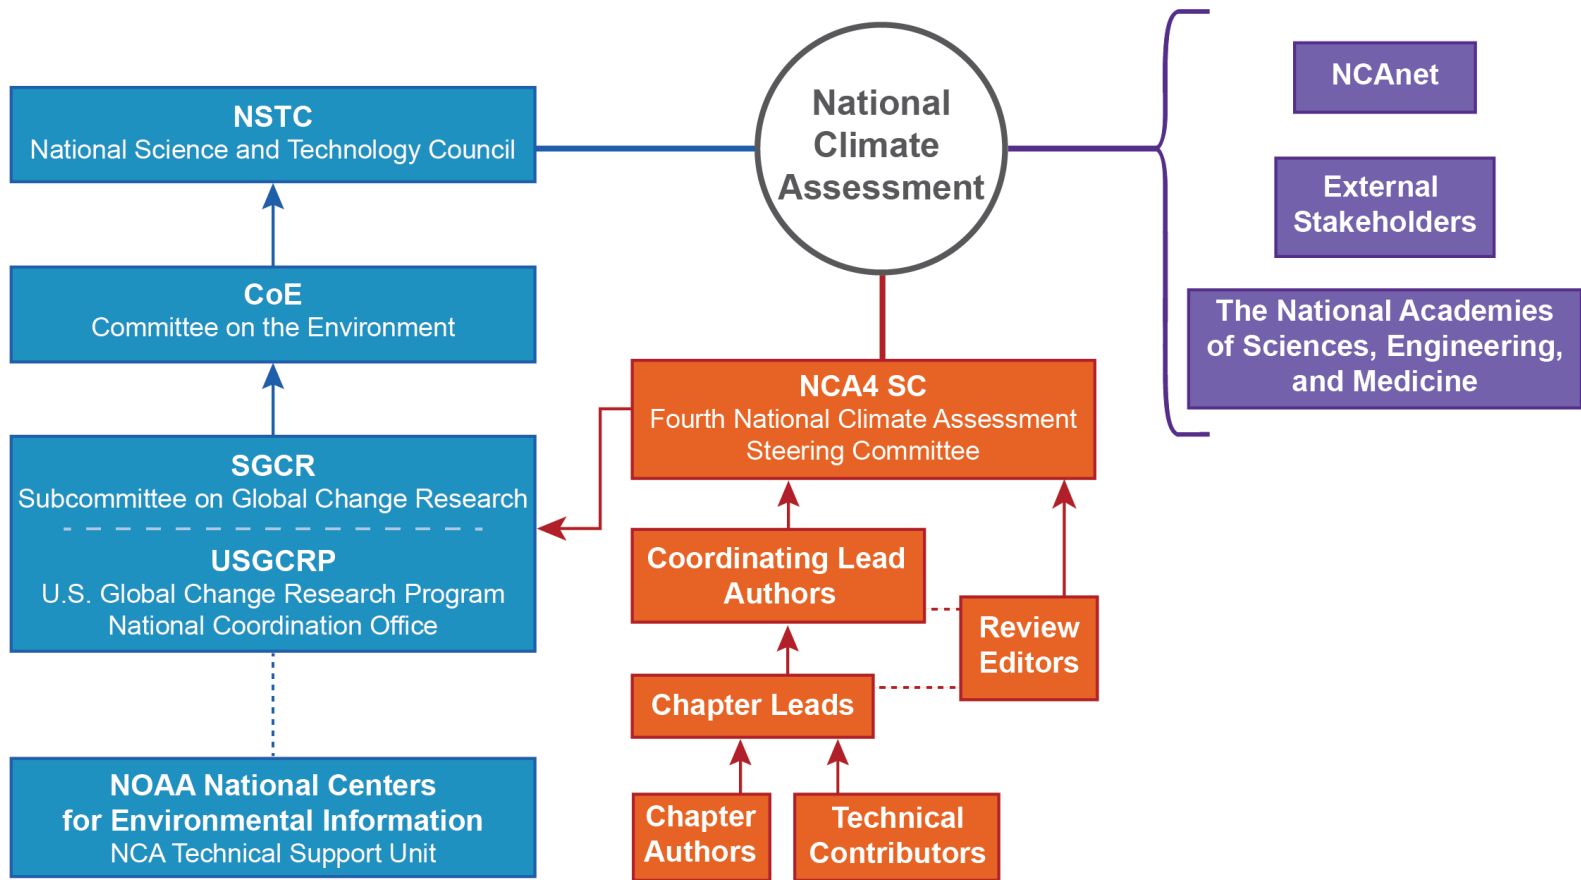 National
Climate
Assessment
NSTC
National Science and Technology Council
CoE
Committee on the Environment
SGCR
Subcommittee on Global Change Research
USGCRP
U.S. Global Change Research Program
National Coordination Office
NOAA National Centers
for Environmental Information
NCA Technical Support Unit
NCA4 SC
Fourth National Climate Assessment
Steering Committee
Coordinating Lead
Authors
Review
Editors
Chapter Leads
Chapter
Authors
Technical
Contributors
NCAnet
External
Stakeholders
The National Academies
of Sciences, Engineering,
and Medicine